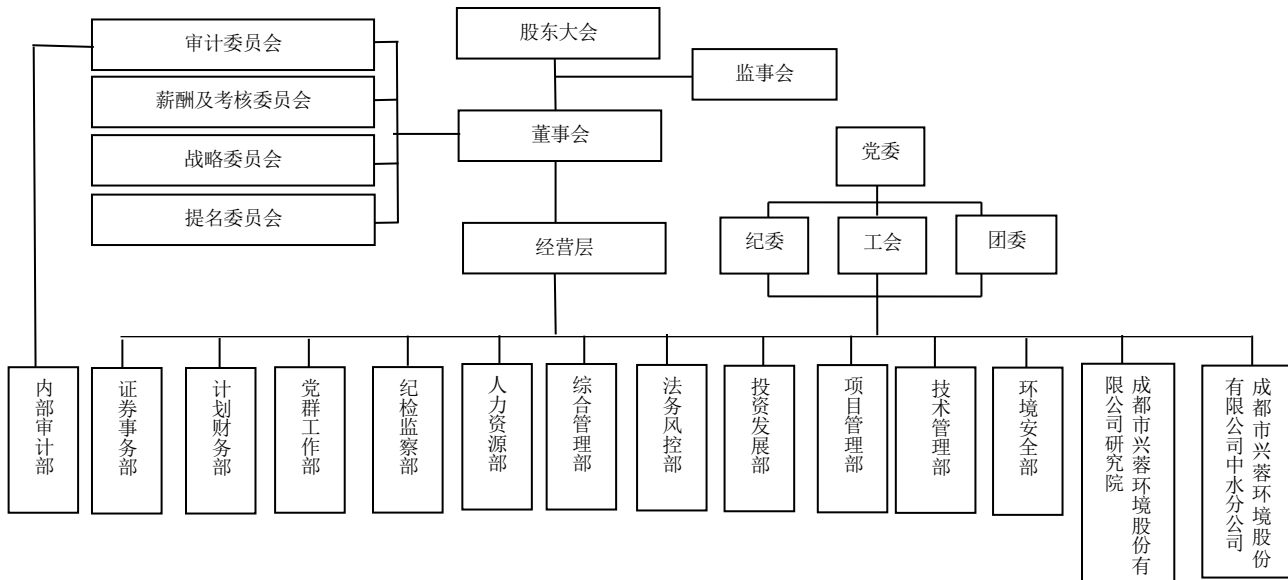 股东大会
审计委员会
监事会
薪酬及考核委员会
董事会
党委
战略委员会
提名委员会
经营层
纪委
工会
团委
内部审计部
证券事务部
计划财务部
党群工作部
纪检监察部
人力资源部
综合管理部
法务风控部
投资发展部
项目管理部
技术管理部
环境安全部
成都市兴蓉环境股份有
限公司研究院
成都市兴蓉环境股份
有限公司中水分公司